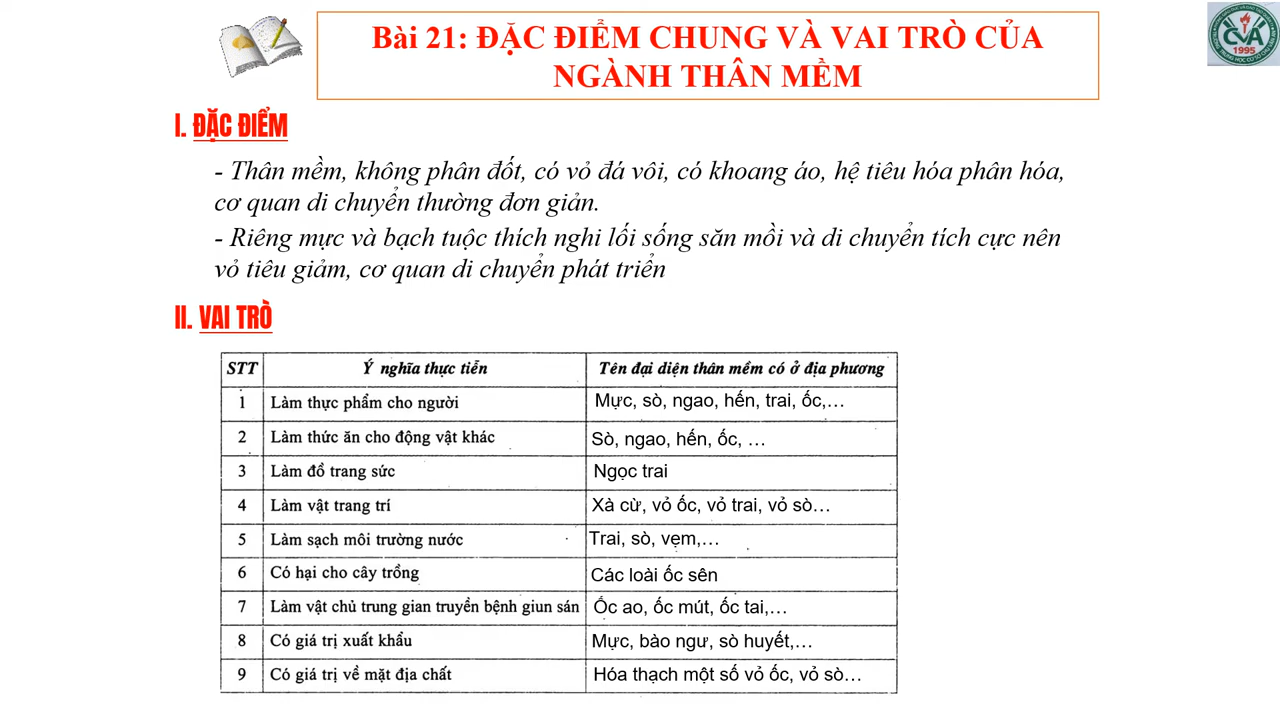 Bài 21: ĐẶC ĐIỂM CHUNG VÀ VAI TRÒ CỦA
NGÀNH THÂN MỀM
CVA
1995
I. ĐẶC ĐIỂM
- Thân mềm, không phân đốt, có vỏ đá vôi, có khoang áo, hệ tiêu hóa phân hóa,
cơ quan di chuyển thường đơn giản.
- Riêng mực và bạch tuộc thích nghi lối sống săn mồi và di chuyển tích cực nên
vỏ tiêu giảm, cơ quan di chuyển phát triển
II. VAI TRÒ
STT Ý nghĩa thực tiễn Tên đại diện thân mềm có ở địa phương
1 Làm thực phẩm cho người Mực, sò, ngao, hến, trai, ốc,...
2 Làm thức ăn cho động vật khác Sò, ngao, hến, ốc, ...
3 Làm đồ trang sức Ngọc trai
4 Làm vật trang trí Xà cừ, vỏ ốc, vỏ trai, vỏ sò...
5 Làm sạch môi trường nước Trai, sò, vẹm,...
6 Có hại cho cây trồng Các loài ốc sên
7 Làm vật chủ trung gian truyền bệnh giun sán Ốc ao, ốc mút, ốc tai,...
8 Có giá trị xuất khẩu Mực, bào ngư, sò huyết,...
9 Có giá trị về mặt địa chất Hóa thạch một số vỏ ốc, vỏ sò...